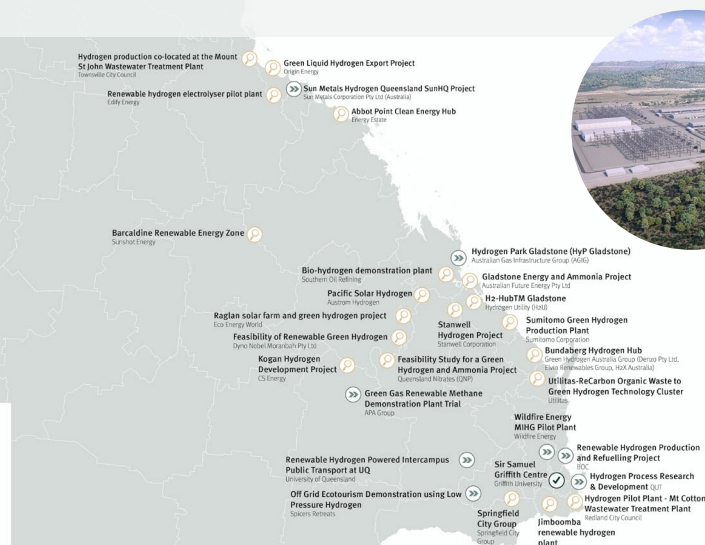 Hydrogen production co-located at the Mount
St John Wastewater Treatment Plant
Townsville City Council
Green Liquid Hydrogen Export Project
Origin Energy
Renewable hydrogen electrolyser pilot plant
Edify Energy
Sun Metals Hydrogen Queensland SunHQ Project
Sun Metals Corporation Pty Ltd (Australia)
Abbot Point Clean Energy Hub
Energy Estate
Barcaldine Renewable Energy Zone
Sunshot Energy
Hydrogen Park Gladstone (HyP Gladstone)
Australian Gas Infrastructure Group (AGIG)
Bio-hydrogen demonstration plant
Southern Oil Refining
Gladstone Energy and Ammonia Project
Australian Future Energy Pty Ltd
Pacific Solar Hydrogen
Austrom Hydrogen
H2-HubTM Gladstone
Hydrogen Utility (H2U)
Raglan solar farm and green hydrogen project
Eco Energy World
Stanwell
Hydrogen Project
Stanwell Corporation
Sumitomo Green Hydrogen
Production Plant
Sumitomo Corporation
Feasibility of Renewable Green Hydrogen
Dyno Nobel Moranbah Pty Ltd
Bundaberg Hydrogen Hub
Green Hydrogen Australia Group (Denzo Pty Ltd,
Elvin Renewables Group, H2X Australia)
Kogan Hydrogen
Development Project
CS Energy
Feasibility Study for a Green
Hydrogen and Ammonia Project
Queensland Nitrates (QNP)
Utilitas-ReCarbon Organic Waste to
Green Hydrogen Technology Cluster
Utilitas
Green Gas Renewable Methane
Demonstration Plant Trial
APA Group
Wildfire Energy
MIHG Pilot Plant
Wildfire Energy
Renewable Hydrogen Production
and Refuelling Project
BOC
Renewable Hydrogen Powered Intercampus
Public Transport at UQ
University of Queensland
Sir Samuel
Griffith Centre
Griffith University
Hydrogen Process Research
& Development QUT
Off Grid Ecotourism Demonstration using Low
Pressure Hydrogen
Spicers Retreats
Hydrogen Pilot Plant - Mt Cotton
Wastewater Treatment Plant
Redland City Council
Springfield
City Group
Springfield City
Group
Jimboomba
renewable hydrogen
plant